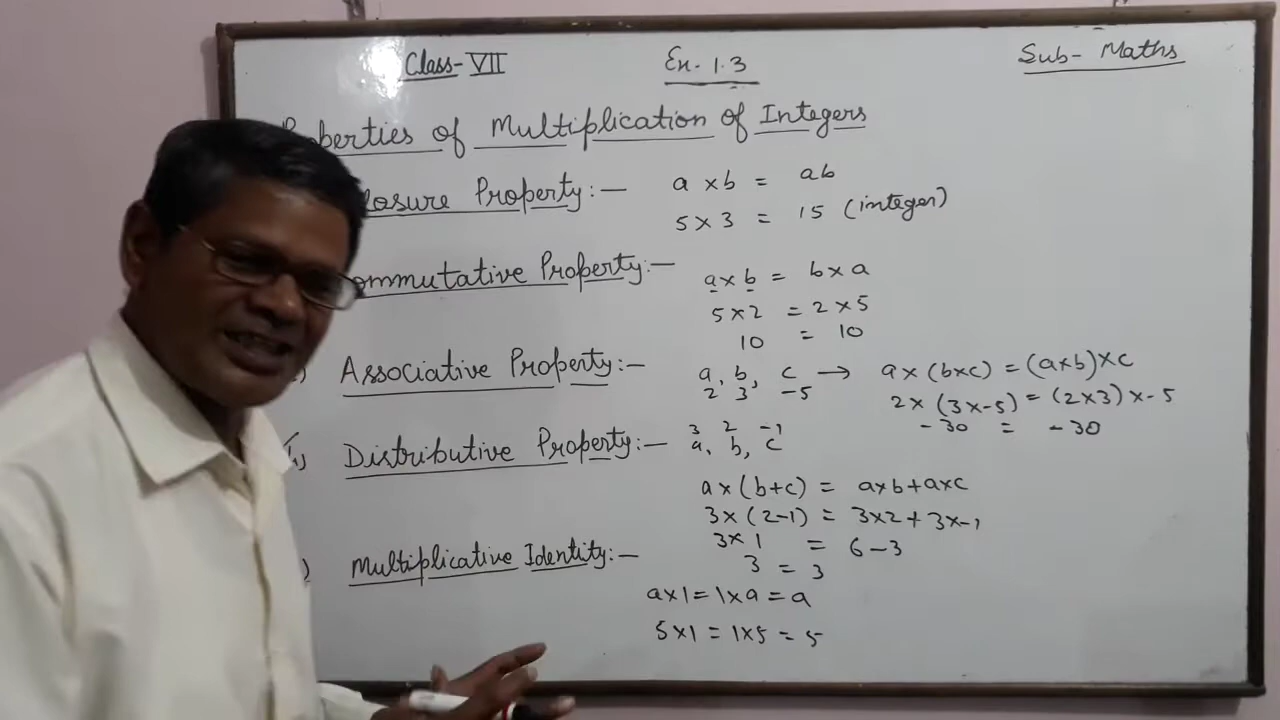 Class-VII Ex-1.3 Sub- Maths
operties of Multiplication of Integers
losure Property:- a x b = ab
5 x 3 = 15 (integer)
ommutative Property:- a x b = b x a
5 x 2 = 2 x 5
10 = 10
Associative Property:- a, b, c → a x (b x c) = (a x b) x c
2 3 -5 2 x (3 x -5) = (2 x 3) x -5
-30 = -30
3 2 -1
Distributive Property:- a, b, c
a x (b + c) = a x b + a x c
3 x (2 - 1) = 3 x 2 + 3 x -1
3 x 1 = 6 - 3
) Multiplicative Identity:- 3 = 3
a x 1 = 1 x a = a
5 x 1 = 1 x 5 = 5